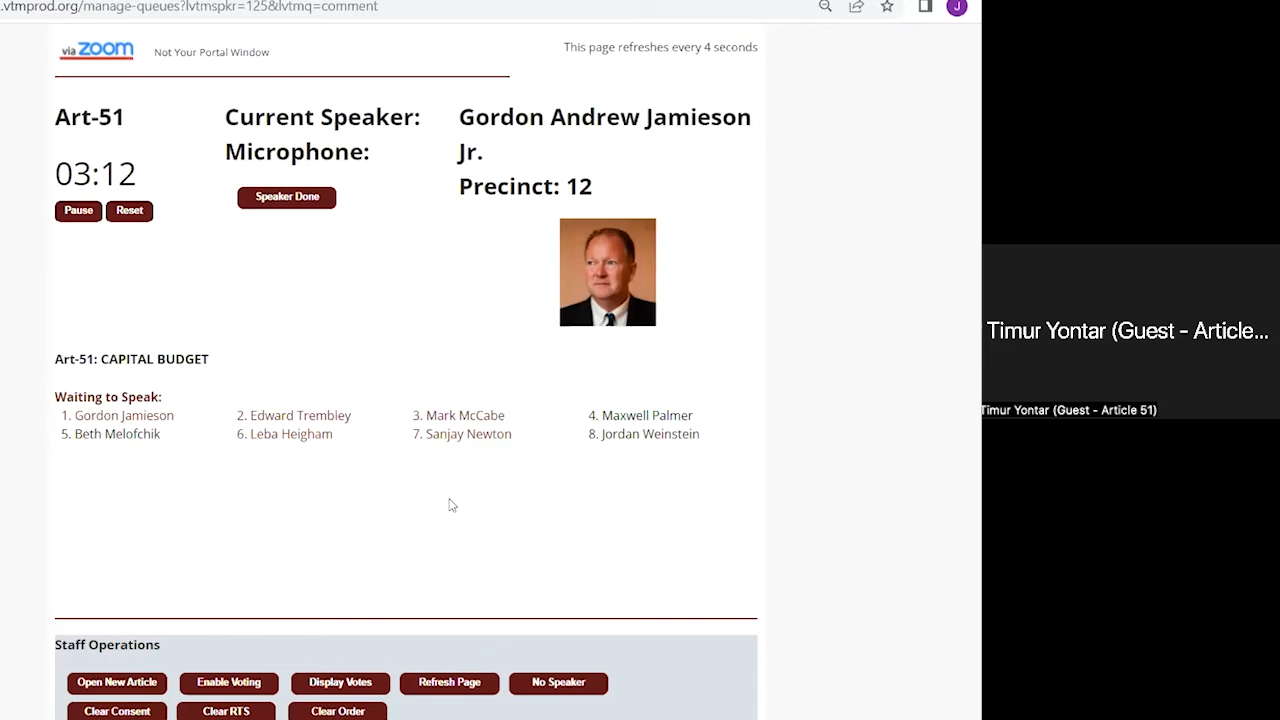 .vtmprod.org/manage-queues?lvtmspkr=125&lvtmq=comment
J
via zoom
Not Your Portal Window
This page refreshes every 4 seconds
Art-51
Current Speaker:
Gordon Andrew Jamieson
Microphone:
Jr.
03:12
Precinct: 12
Speaker Done
Pause
Reset
Timur Yontar (Guest - Article...
Art-51: CAPITAL BUDGET
Waiting to Speak:
Timur Yontar (Guest - Article 51)
1. Gordon Jamieson 2. Edward Trembley 3. Mark McCabe 4. Maxwell Palmer
5. Beth Melofchik 6. Leba Heigham 7. Sanjay Newton 8. Jordan Weinstein
Staff Operations
Open New Article Enable Voting Display Votes Refresh Page No Speaker
Clear Consent Clear RTS Clear Order